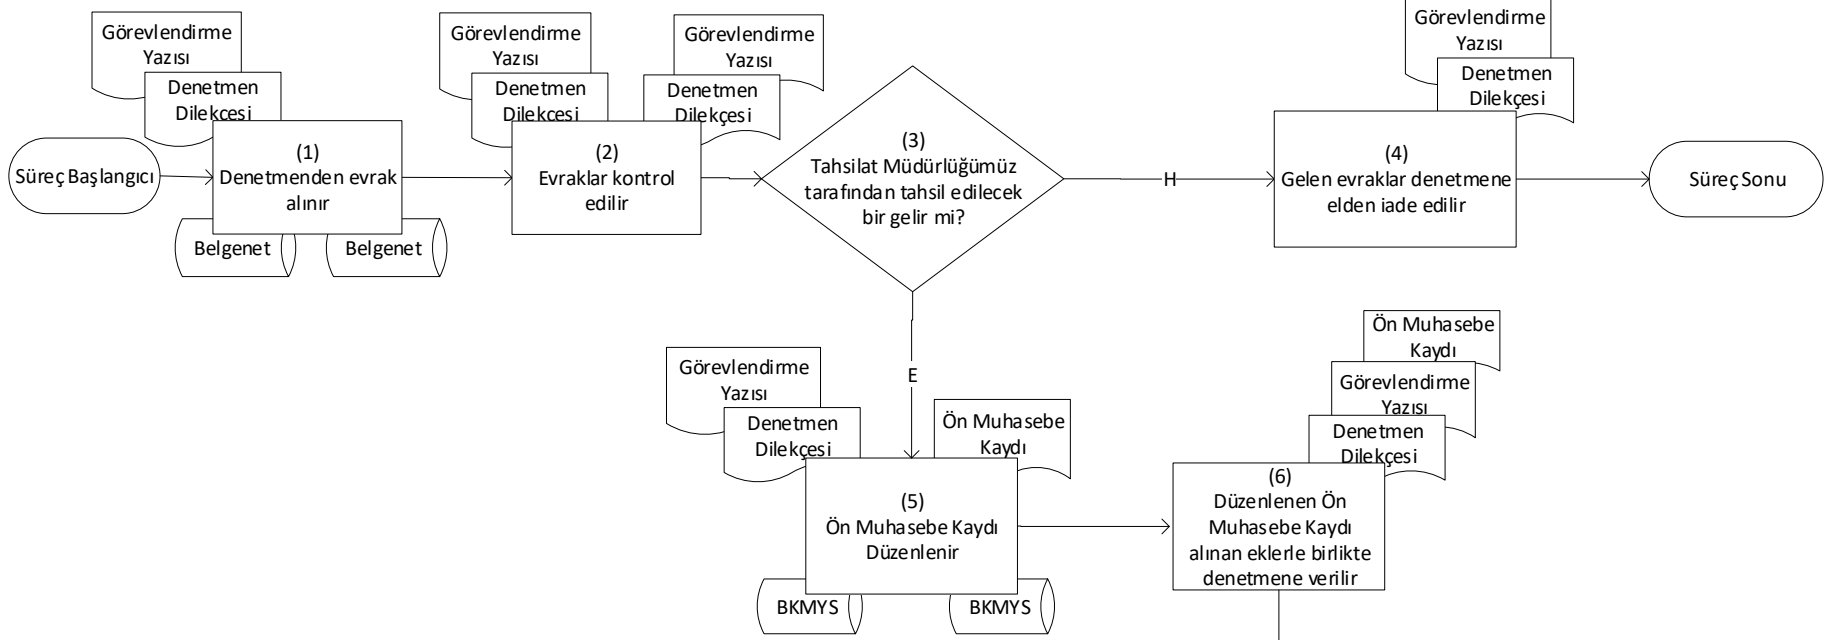 Görevlendirme
Yazısı
Denetmen
Dilekçesi
Görevlendirme
Yazısı
Denetmen
Dilekçesi
Görevlendirme
Yazısı
Denetmen
Dilekçesi
Görevlendirme
Yazısı
Denetmen
Dilekçesi
Süreç Başlangıcı
(1)
Denetmenden evrak
alınır
Belgenet
Belgenet
(2)
Evraklar kontrol
edilir
(3)
Tahsilat Müdürlüğümüz
tarafından tahsil edilecek
bir gelir mi?
H
(4)
Gelen evraklar denetmene
elden iade edilir
Süreç Sonu
E
Görevlendirme
Yazısı
Denetmen
Dilekçesi
Ön Muhasebe
Kaydı
(5)
Ön Muhasebe Kaydı
Düzenlenir
BKMYS
BKMYS
Ön Muhasebe
Kaydı
Görevlendirme
Yazısı
Denetmen
Dilekçesi
(6)
Düzenlenen Ön
Muhasebe Kaydı
alınan eklerle birlikte
denetmene verilir